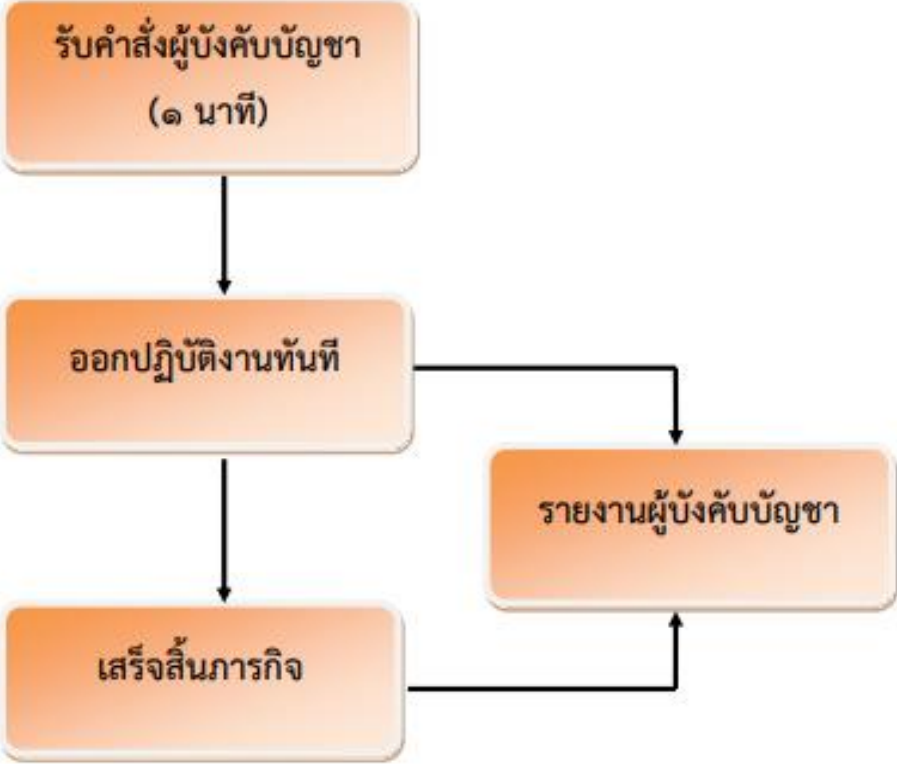 รับคำสั่งผู้บังคับบัญชา
(๑ นาที)
ออกปฏิบัติงานทันที
รายงานผู้บังคับบัญชา
เสร็จสิ้นภารกิจ